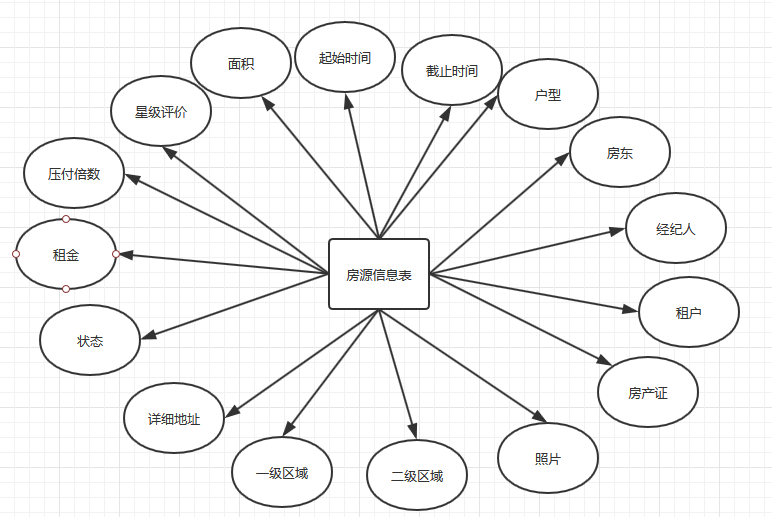 起始时间
面积
截止时间
户型
星级评价
房东
压付倍数
经纪人
租金
房源信息表
租户
状态
房产证
详细地址
照片
一级区域
二级区域